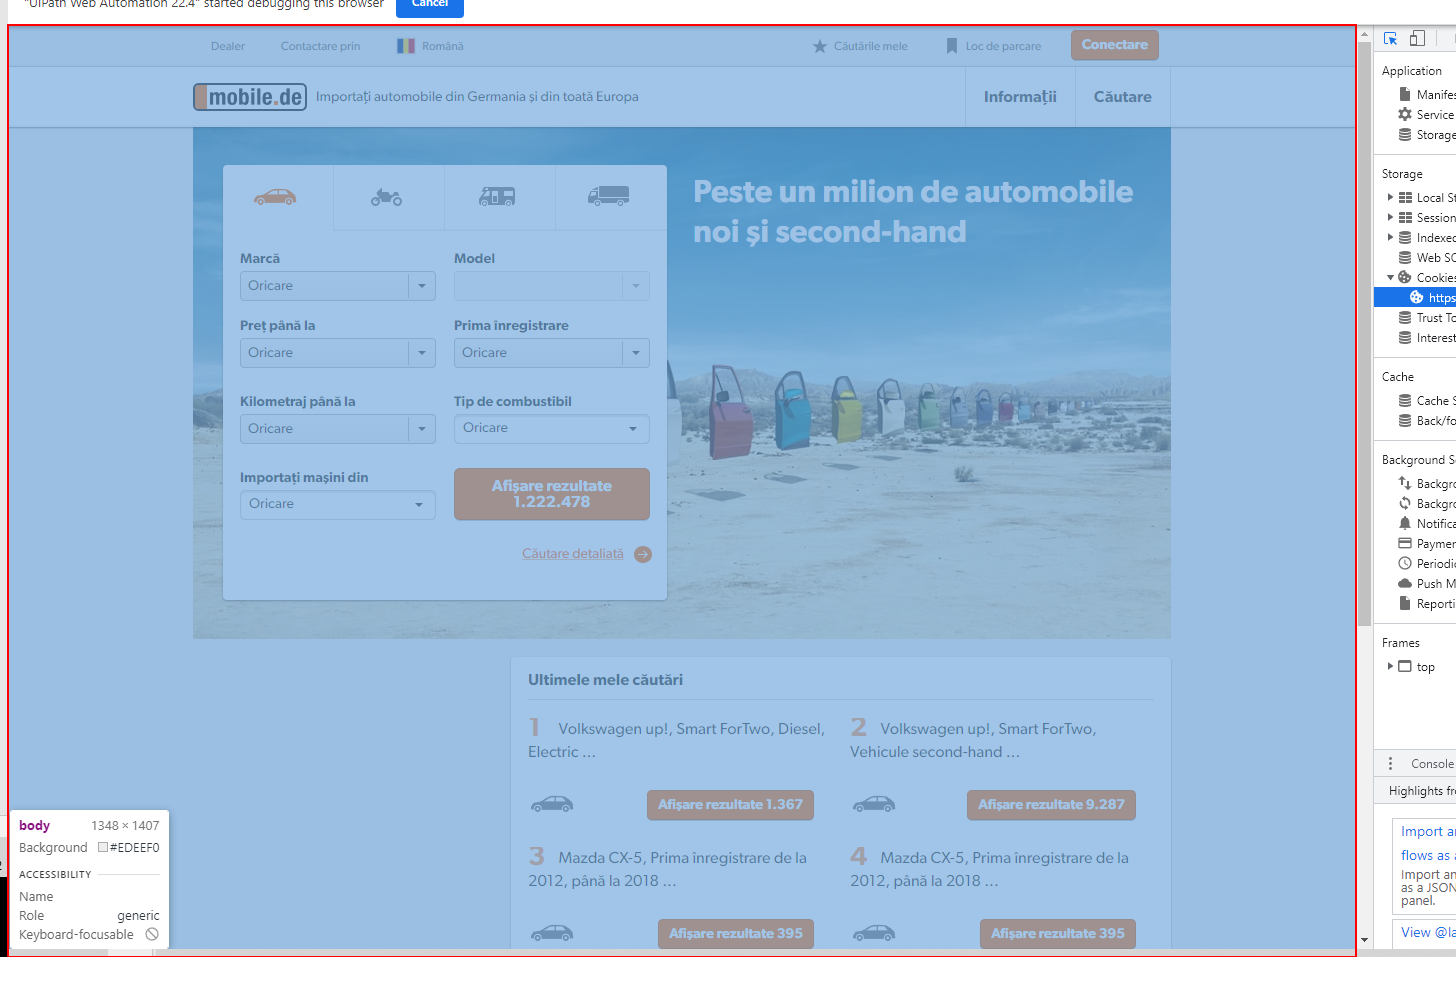 "UiPath Web Automation 22.4" started debugging this browser
Cancel
Dealer
Contactare prin
Română
Căutările mele
Loc de parcare
Conectare
mobile.de
Importați automobile din Germania și din toată Europa
Informații
Căutare
Peste un milion de automobile
noi și second-hand
Marcă
Model
Oricare
Preț până la
Prima înregistrare
Oricare
Oricare
Kilometraj până la
Tip de combustibil
Oricare
Oricare
Importați mașini din
Oricare
Afișare rezultate
1.222.478
Căutare detaliată
Ultimele mele căutări
1 Volkswagen up!, Smart ForTwo, Diesel,
Electric ...
2 Volkswagen up!, Smart ForTwo,
Vehicule second-hand ...
Afișare rezultate 1.367
Afișare rezultate 9.287
3 Mazda CX-5, Prima înregistrare de la
2012, până la 2018 ...
4 Mazda CX-5, Prima înregistrare de la
2012, până la 2018 ...
Afișare rezultate 395
Afișare rezultate 395
body 1348 × 1407
Background #EDEEF0
ACCESSIBILITY
Name
Role generic
Keyboard-focusable
Application
Manifes
Service
Storage
Storage
Local St
Session
Indexed
Web SQ
Cookies
https
Trust To
Interest
Cache
Cache S
Back/fo
Background S
Backgro
Backgro
Notifica
Paymen
Periodic
Push M
Reporti
Frames
top
Console
Highlights fr
Import a
flows as
Import an
as a JSON
panel.
View @la